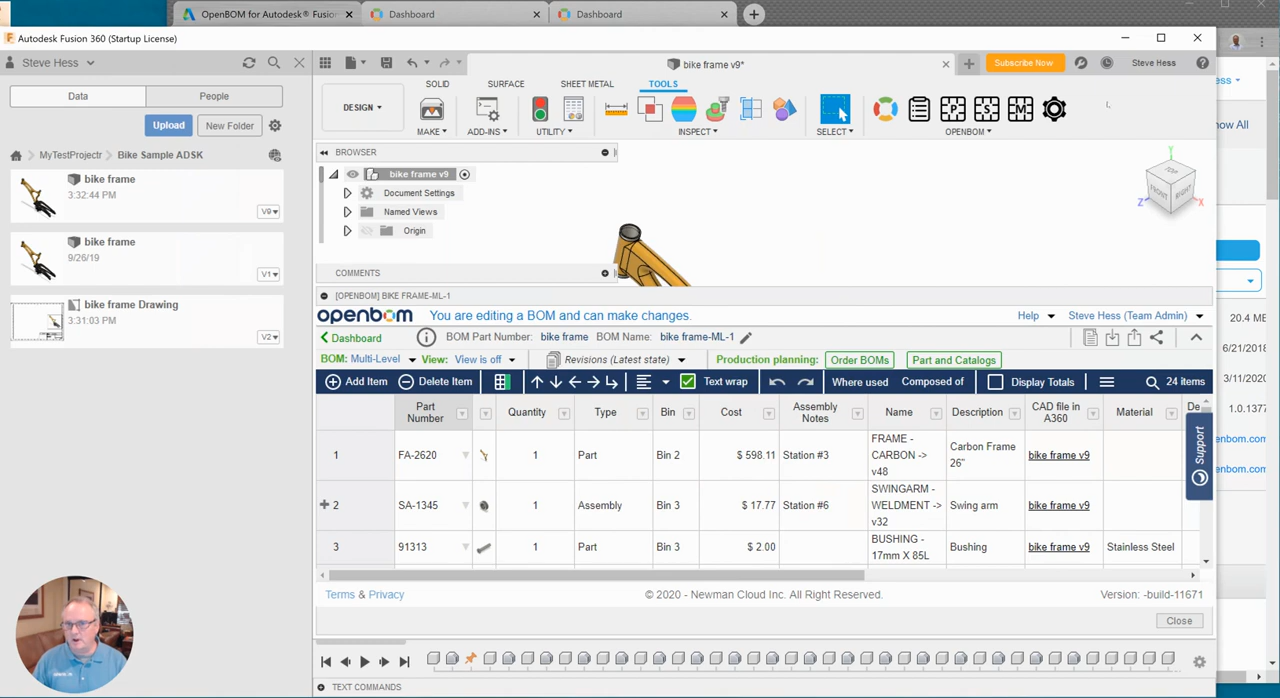 OpenBOM for Autodesk® Fusion
Dashboard
Dashboard
Autodesk Fusion 360 (Startup License)
Steve Hess
bike frame v9*
Subscribe Now
Steve Hess
Data
People
SOLID
SURFACE
SHEET METAL
TOOLS
DESIGN
Upload
New Folder
MAKE
ADD-INS
UTILITY
INSPECT
SELECT
OPENBOM
how All
MyTestProjectr
Bike Sample ADSK
BROWSER
bike frame v9
Document Settings
Named Views
Origin
TOP
FRONT
RIGHT
Y
Z
X
bike frame
3:32:44 PM
V9
bike frame
9/26/19
V1
bike frame Drawing
3:31:03 PM
V2
COMMENTS
[OPENBOM] BIKE FRAME-ML-1
openbom
You are editing a BOM and can make changes.
Help
Steve Hess (Team Admin)
Dashboard
BOM Part Number: bike frame
BOM Name: bike frame-ML-1
BOM: Multi-Level
View: View is off
Revisions (Latest state)
Production planning:
Order BOMs
Part and Catalogs
Add Item
Delete Item
Text wrap
Where used
Composed of
Display Totals
24 items
Part Number
Quantity
Type
Bin
Cost
Assembly Notes
Name
Description
CAD file in A360
Material
De
1 FA-2620 1 Part Bin 2 $ 598.11 Station #3 FRAME - CARBON -> v48 Carbon Frame 26" bike frame v9
2 SA-1345 1 Assembly Bin 3 $ 17.77 Station #6 SWINGARM - WELDMENT -> v32 Swing arm bike frame v9
3 91313 1 Part Bin 3 $ 2.00 BUSHING - 17mm X 85L Bushing bike frame v9 Stainless Steel
Support
Terms & Privacy
© 2020 - Newman Cloud Inc. All Right Reserved.
Version: -build-11671
Close
TEXT COMMANDS
20.4 MB
6/21/2018
3/11/2020
1.0.1377
enbom.com
enbom.com